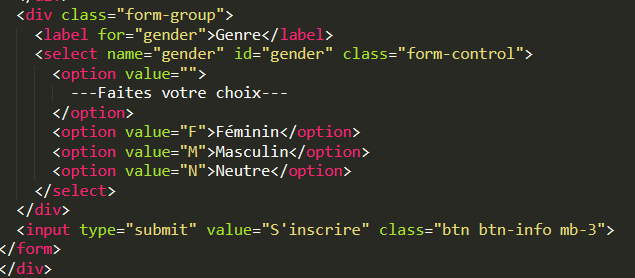 <div class="form-group">
<label for="gender">Genre</label>
<select name="gender" id="gender" class="form-control">
<option value="">
---Faites votre choix---
</option>
<option value="F">Féminin</option>
<option value="M">Masculin</option>
<option value="N">Neutre</option>
</select>
</div>
<input type="submit" value="S'inscrire" class="btn btn-info mb-3">
</form>
</div>